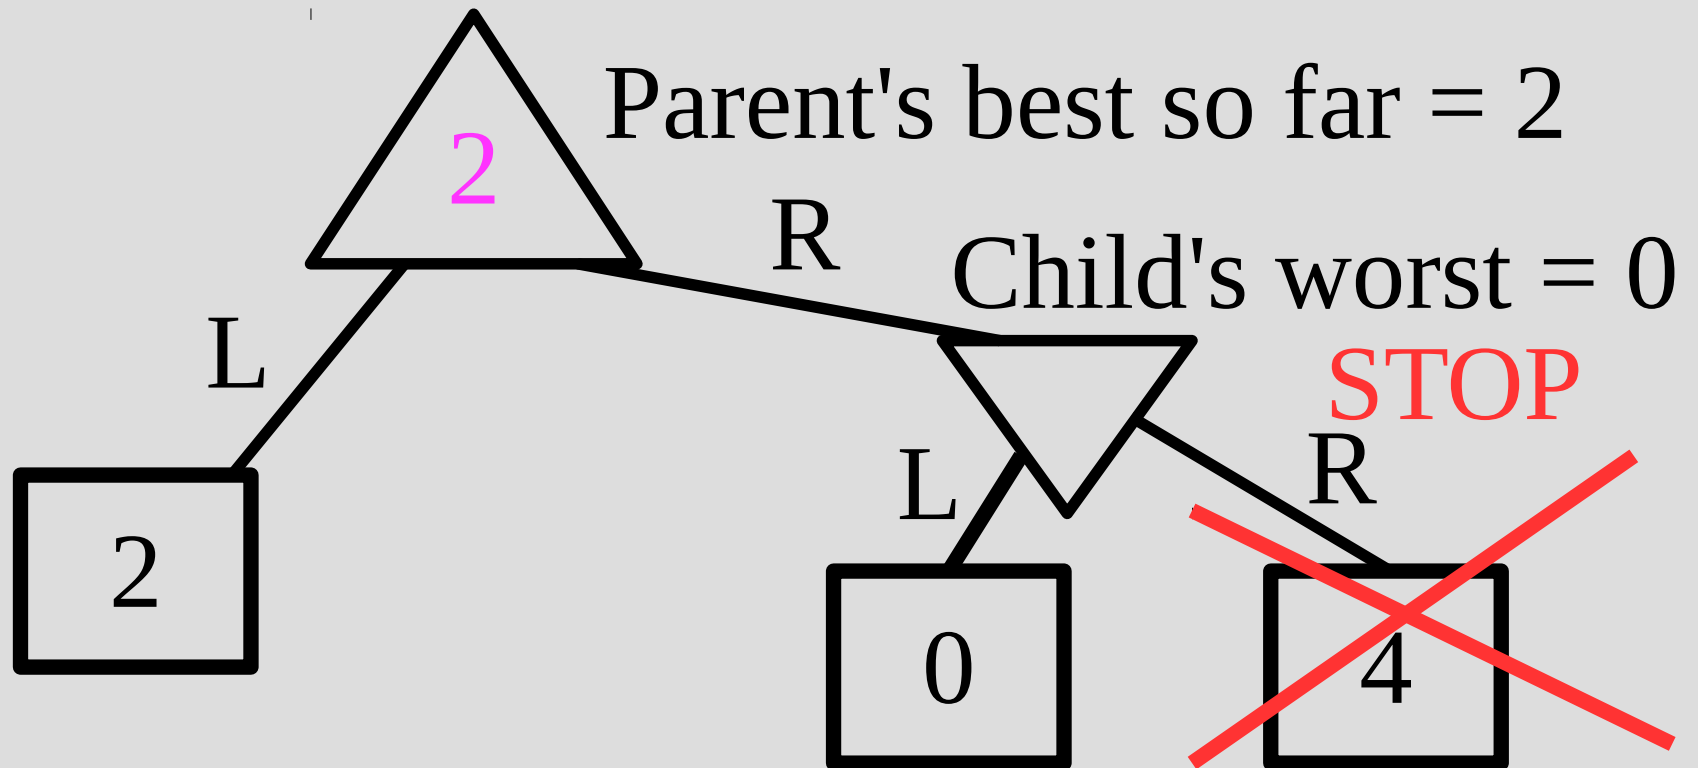 Parent's best so far = 2
2
R
Child's worst = 0
L
STOP
R
L
2
0
4